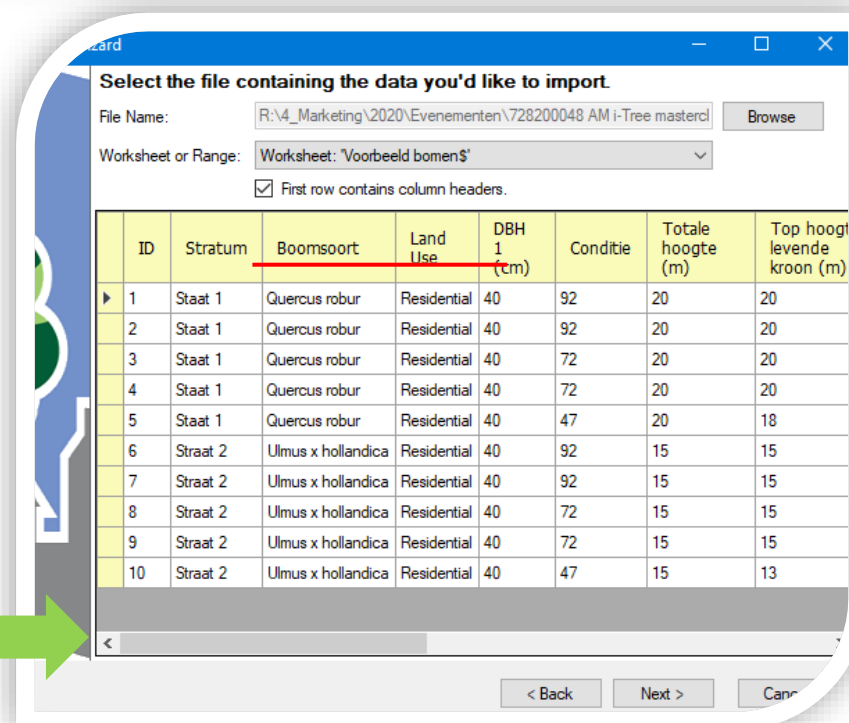 zard
Select the file containing the data you'd like to import.
File Name: R:\4_Marketing\2020\Evenementen\728200048 AM i-Tree mastercl Browse
Worksheet or Range: Worksheet: 'Voorbeeld bomen$'
First row contains column headers.
ID Stratum Boomsoort Land Use DBH 1 (cm) Conditie Totale hoogte (m) Top hoogt levende kroon (m)
1 Staat 1 Quercus robur Residential 40 92 20 20
2 Staat 1 Quercus robur Residential 40 92 20 20
3 Staat 1 Quercus robur Residential 40 72 20 20
4 Staat 1 Quercus robur Residential 40 72 20 20
5 Staat 1 Quercus robur Residential 40 47 20 18
6 Straat 2 Ulmus x hollandica Residential 40 92 15 15
7 Straat 2 Ulmus x hollandica Residential 40 92 15 15
8 Straat 2 Ulmus x hollandica Residential 40 72 15 15
9 Straat 2 Ulmus x hollandica Residential 40 72 15 15
10 Straat 2 Ulmus x hollandica Residential 40 47 15 13
< Back Next > Canc